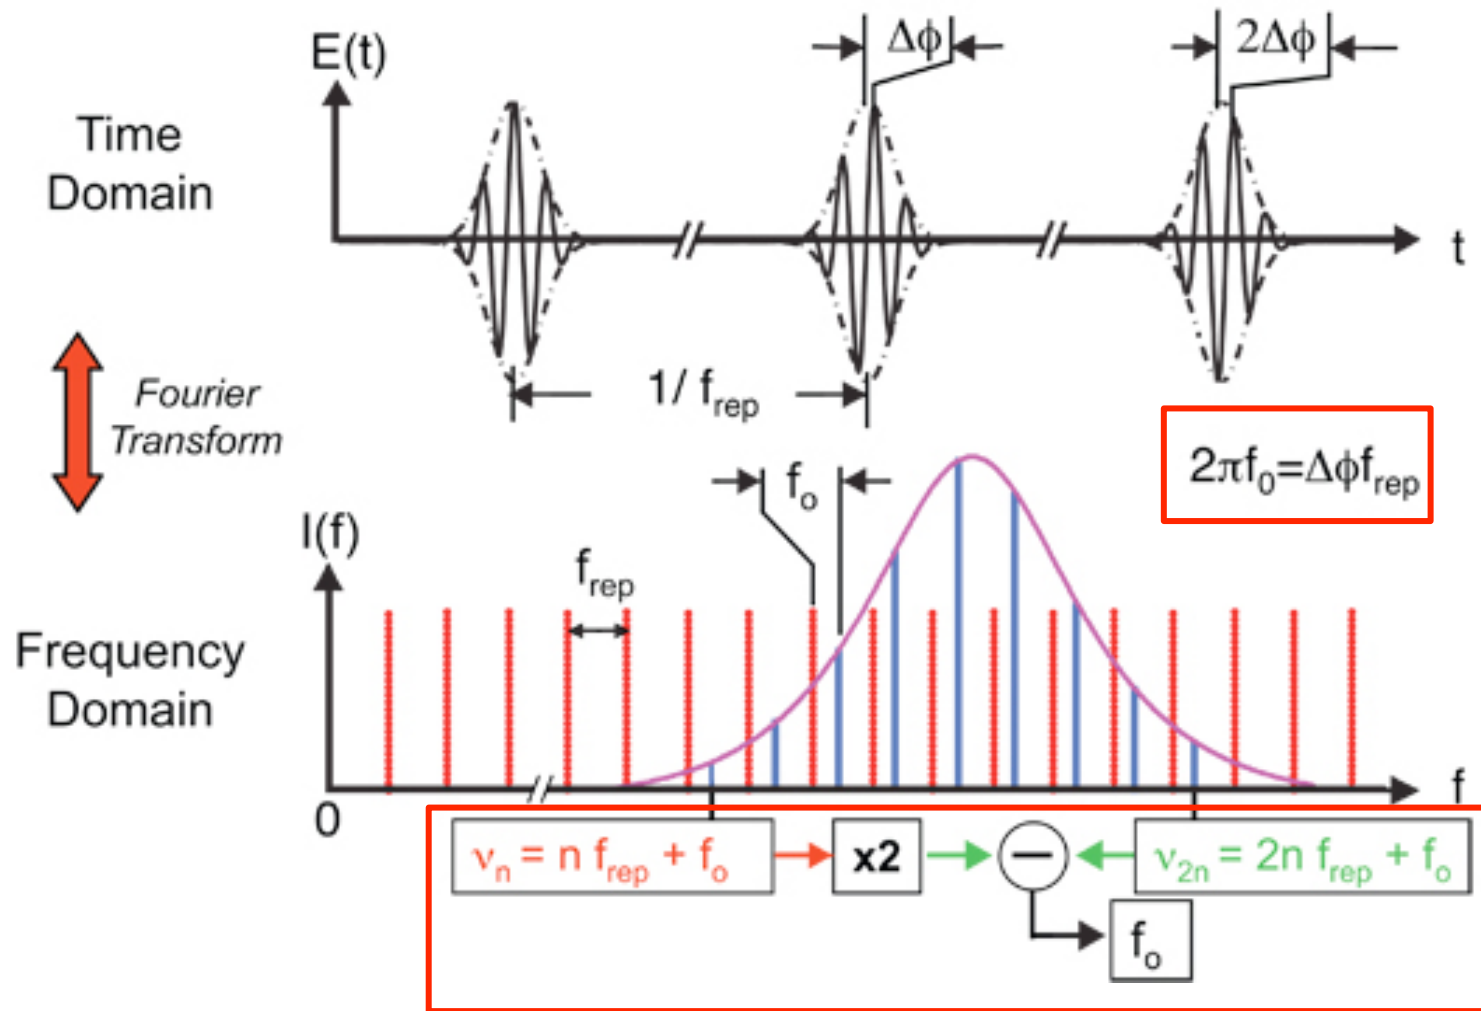 E(t)
Δϕ
2Δϕ
Time
Domain
t
1/ f_rep
Fourier
Transform
2πf_0=Δϕf_rep
f_o
I(f)
f_rep
Frequency
Domain
f
0
ν_n = n f_rep + f_o
x2
−
ν_2n = 2n f_rep + f_o
f_o